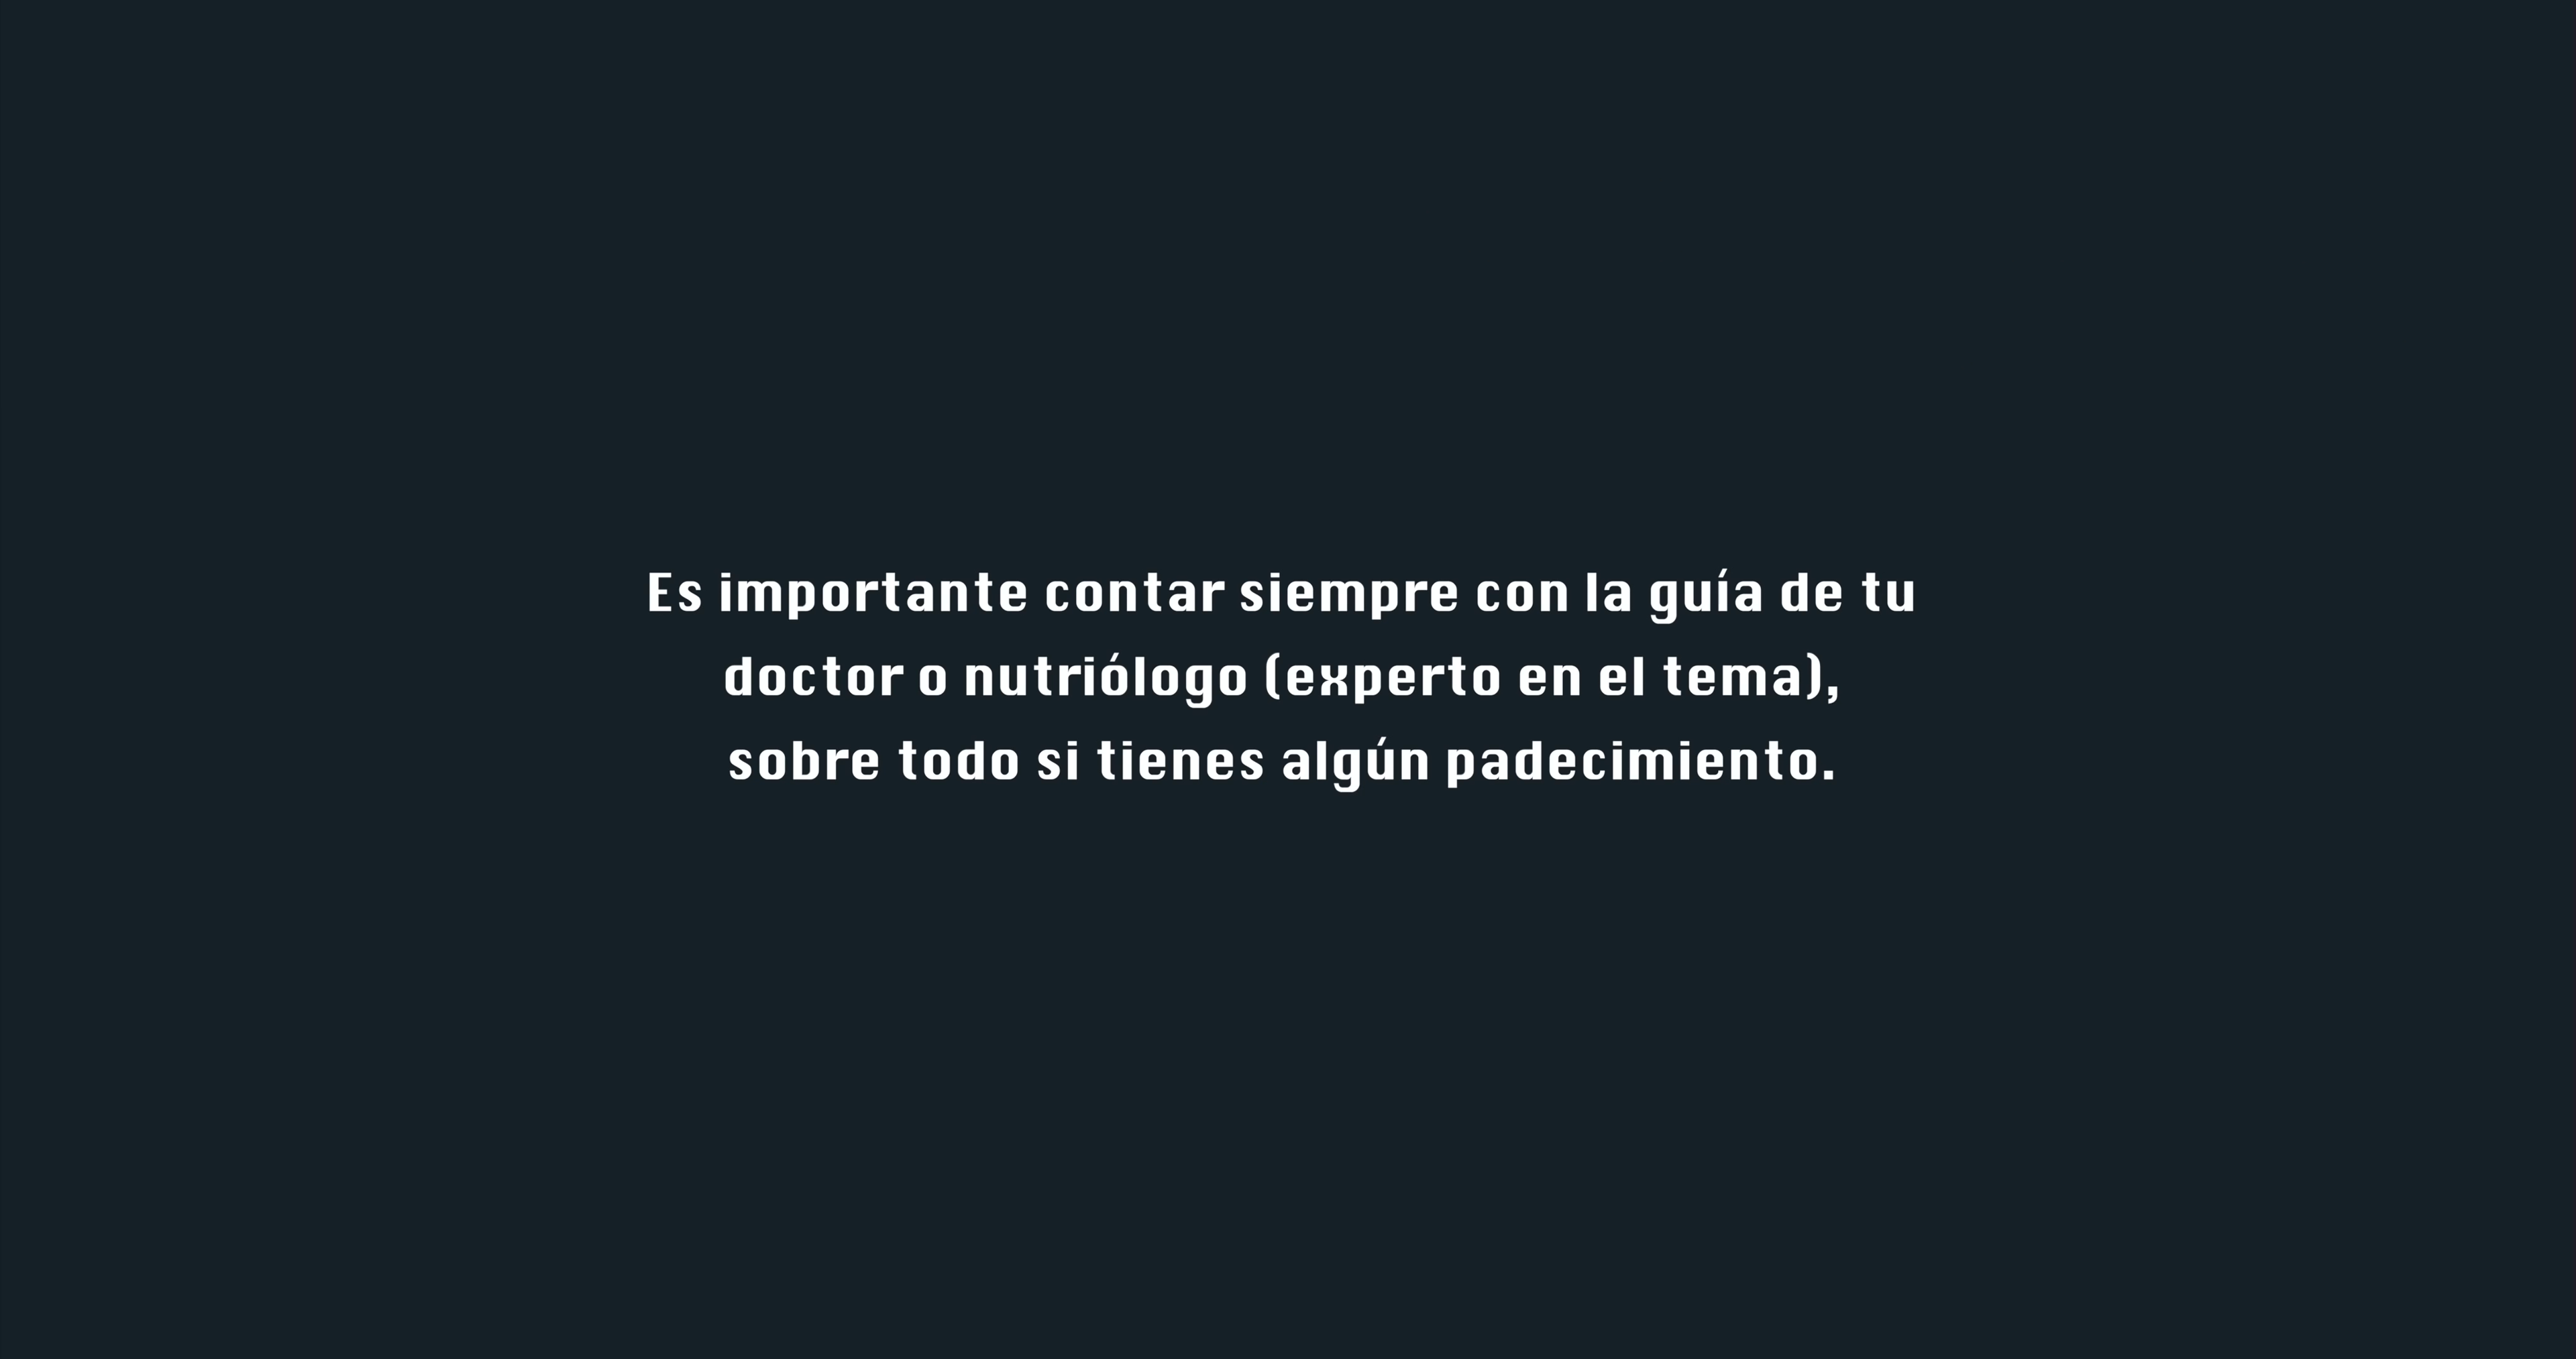 Es importante contar siempre con la guía de tu
doctor o nutriólogo (experto en el tema),
sobre todo si tienes algún padecimiento.